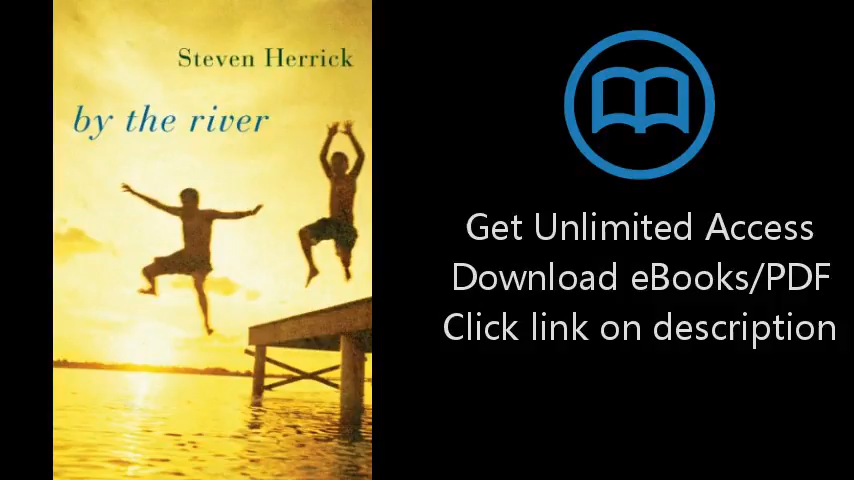 Steven Herrick
by the river
Get Unlimited Access
Download eBooks/PDF
Click link on description